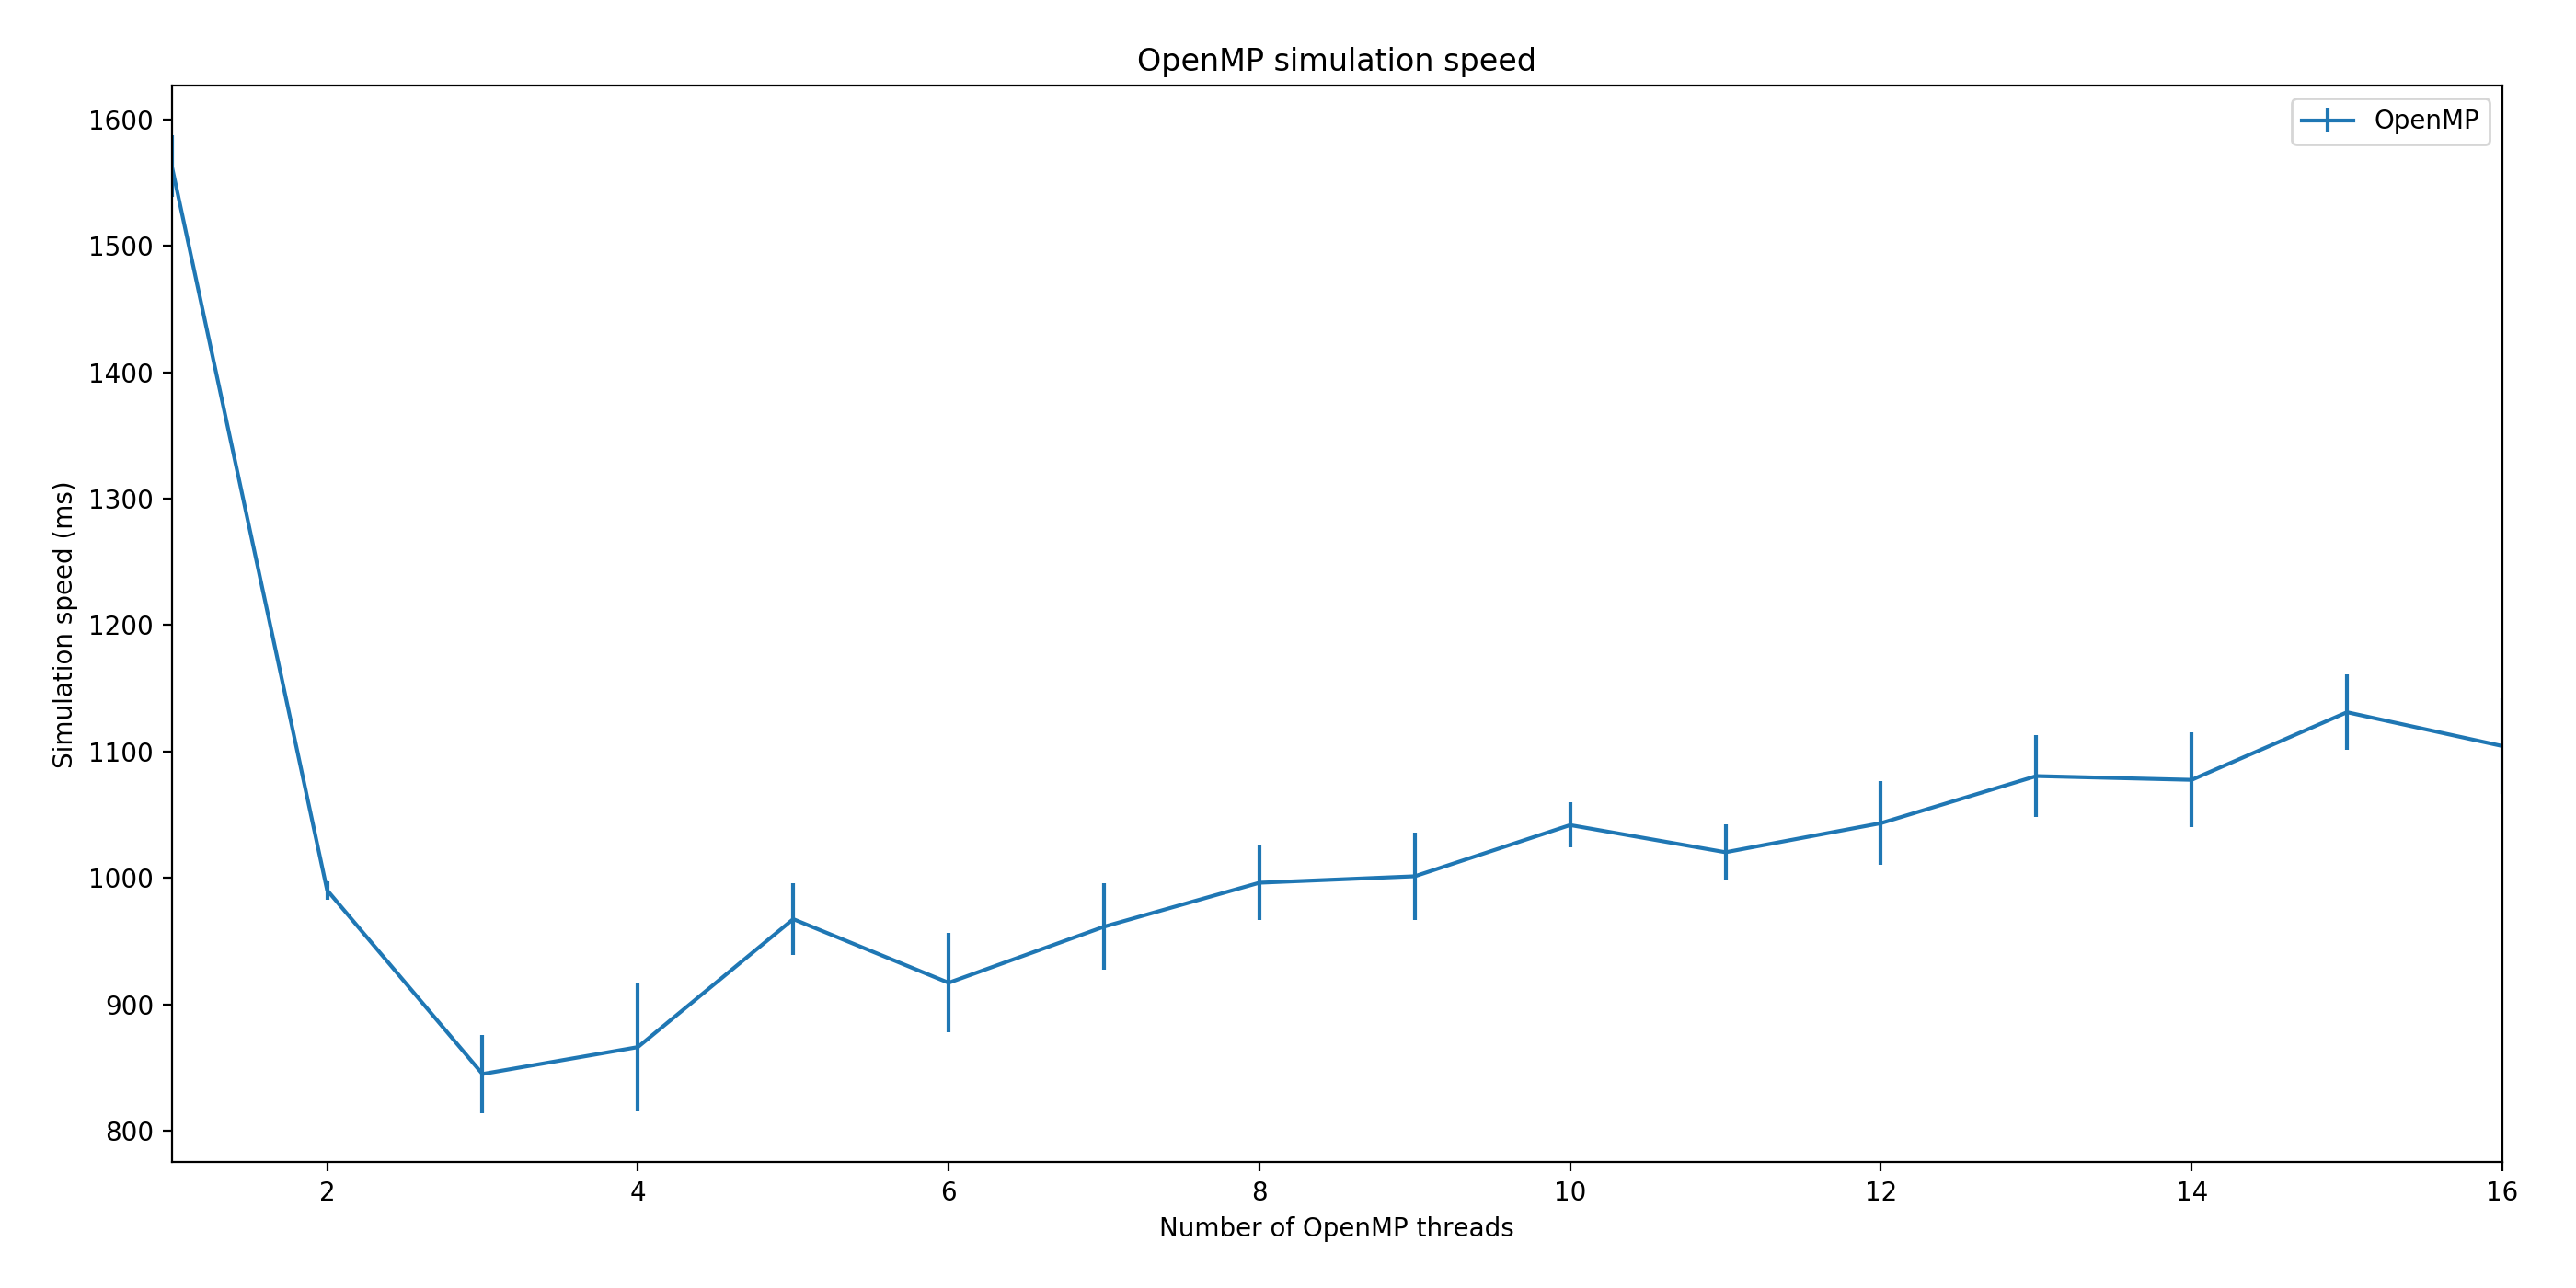 OpenMP simulation speed
OpenMP
1600
1500
1400
1300
1200
1100
1000
900
800
Simulation speed (ms)
2 4 6 8 10 12 14 16
Number of OpenMP threads